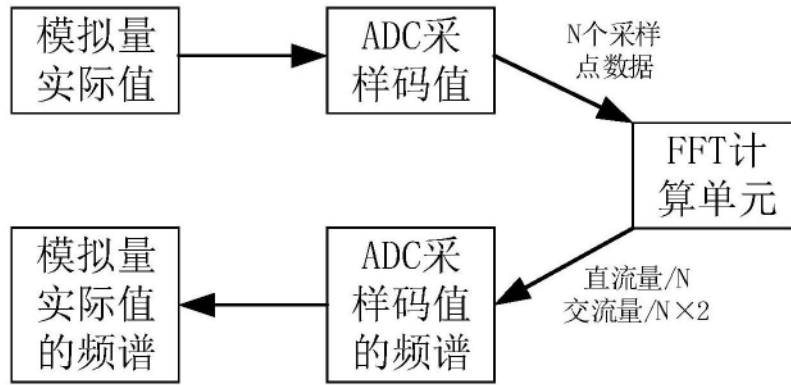 模拟量
实际值
ADC采
样码值
N个采样
点数据
FFT计
算单元
直流量/N
交流量/N×2
ADC采
样码值
的频谱
模拟量
实际值
的频谱